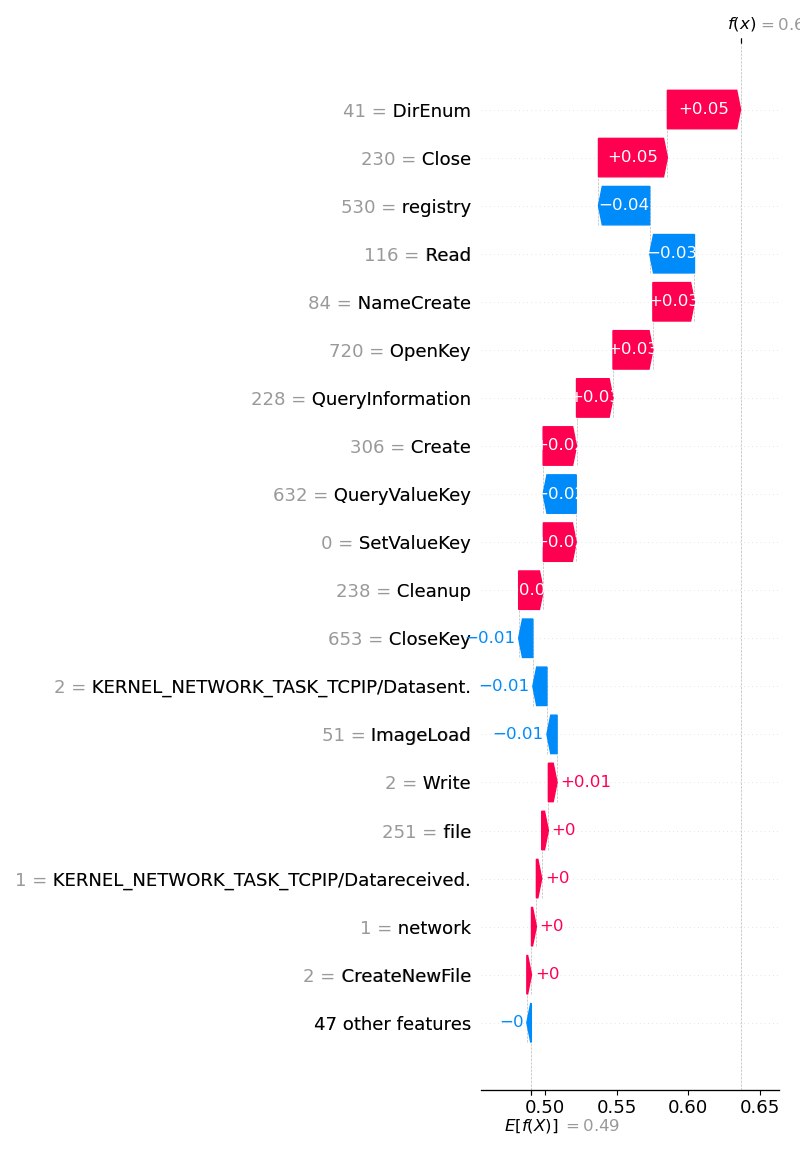 f(x) = 0.6
41 = DirEnum +0.05
230 = Close +0.05
530 = registry −0.04
116 = Read −0.03
84 = NameCreate +0.03
720 = OpenKey +0.03
228 = QueryInformation +0.03
306 = Create
632 = QueryValueKey
0 = SetValueKey
238 = Cleanup
653 = CloseKey −0.01
2 = KERNEL_NETWORK_TASK_TCPIP/Datasent. −0.01
51 = ImageLoad −0.01
2 = Write +0.01
251 = file +0
1 = KERNEL_NETWORK_TASK_TCPIP/Datareceived. +0
1 = network +0
2 = CreateNewFile +0
47 other features −0
0.50 0.55 0.60 0.65
E[f(X)] = 0.49